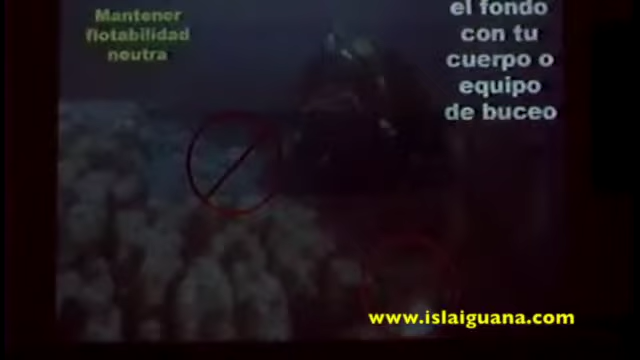 Mantener
flotabilidad
neutra
el fondo
con tu
cuerpo o
equipo
de buceo
www.islaiguana.com